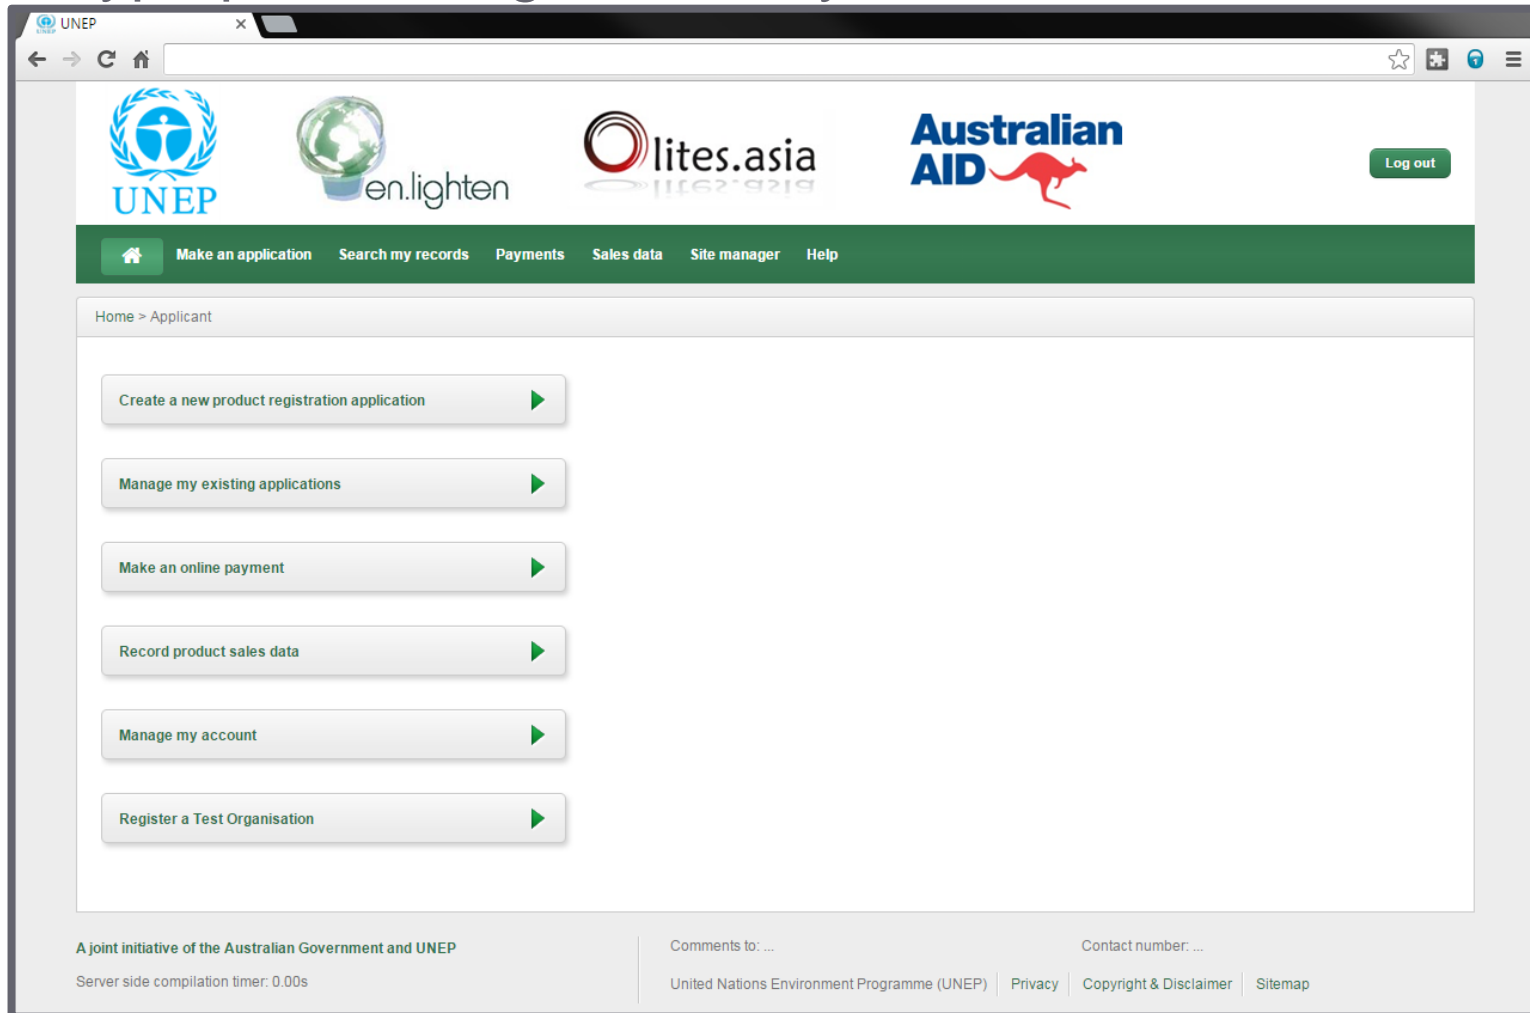 UNEP
UNEP
en.lighten
lites.asia
Australian
AID
Log out
Make an application Search my records Payments Sales data Site manager Help
Home > Applicant
Create a new product registration application
Manage my existing applications
Make an online payment
Record product sales data
Manage my account
Register a Test Organisation
A joint initiative of the Australian Government and UNEP
Comments to: ...
Contact number: ...
Server side compilation timer: 0.00s
United Nations Environment Programme (UNEP) Privacy Copyright & Disclaimer Sitemap